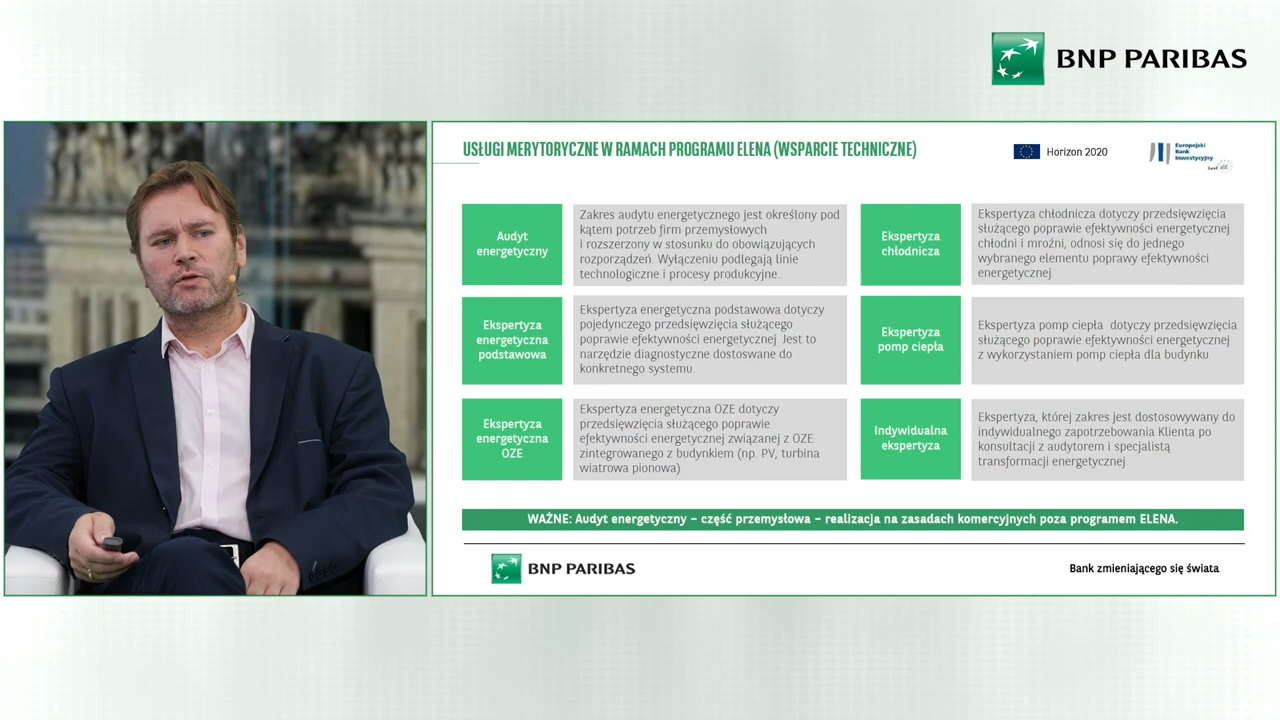 BNP PARIBAS
USŁUGI MERYTORYCZNE W RAMACH PROGRAMU ELENA (WSPARCIE TECHNICZNE)
Horizon 2020
Europejski
Bank
Inwestycyjny
Audyt
energetyczny
Zakres audytu energetycznego jest określony pod
kątem potrzeb firm przemysłowych
i rozszerzony w stosunku do obowiązujących
rozporządzeń. Wyłączeniu podlegają linie
technologiczne i procesy produkcyjne.
Ekspertyza
chłodnicza
Ekspertyza chłodnicza dotyczy przedsięwzięcia
służącego poprawie efektywności energetycznej
chłodni i mroźni, odnosi się do jednego
wybranego elementu poprawy efektywności
energetycznej.
Ekspertyza
energetyczna
podstawowa
Ekspertyza energetyczna podstawowa dotyczy
pojedynczego przedsięwzięcia służącego
poprawie efektywności energetycznej. Jest to
narzędzie diagnostyczne dostosowane do
konkretnego systemu.
Ekspertyza
pomp ciepła
Ekspertyza pomp ciepła dotyczy przedsięwzięcia
służącego poprawie efektywności energetycznej
z wykorzystaniem pomp ciepła dla budynku.
Ekspertyza
energetyczna
OZE
Ekspertyza energetyczna OZE dotyczy
przedsięwzięcia służącego poprawie
efektywności energetycznej związanej z OZE
zintegrowanego z budynkiem (np. PV, turbina
wiatrowa pionowa).
Indywidualna
ekspertyza
Ekspertyza, której zakres jest dostosowywany do
indywidualnego zapotrzebowania Klienta po
konsultacji z audytorem i specjalistą
transformacji energetycznej.
WAŻNE: Audyt energetyczny – część przemysłowa – realizacja na zasadach komercyjnych poza programem ELENA.
BNP PARIBAS
Bank zmieniającego się świata